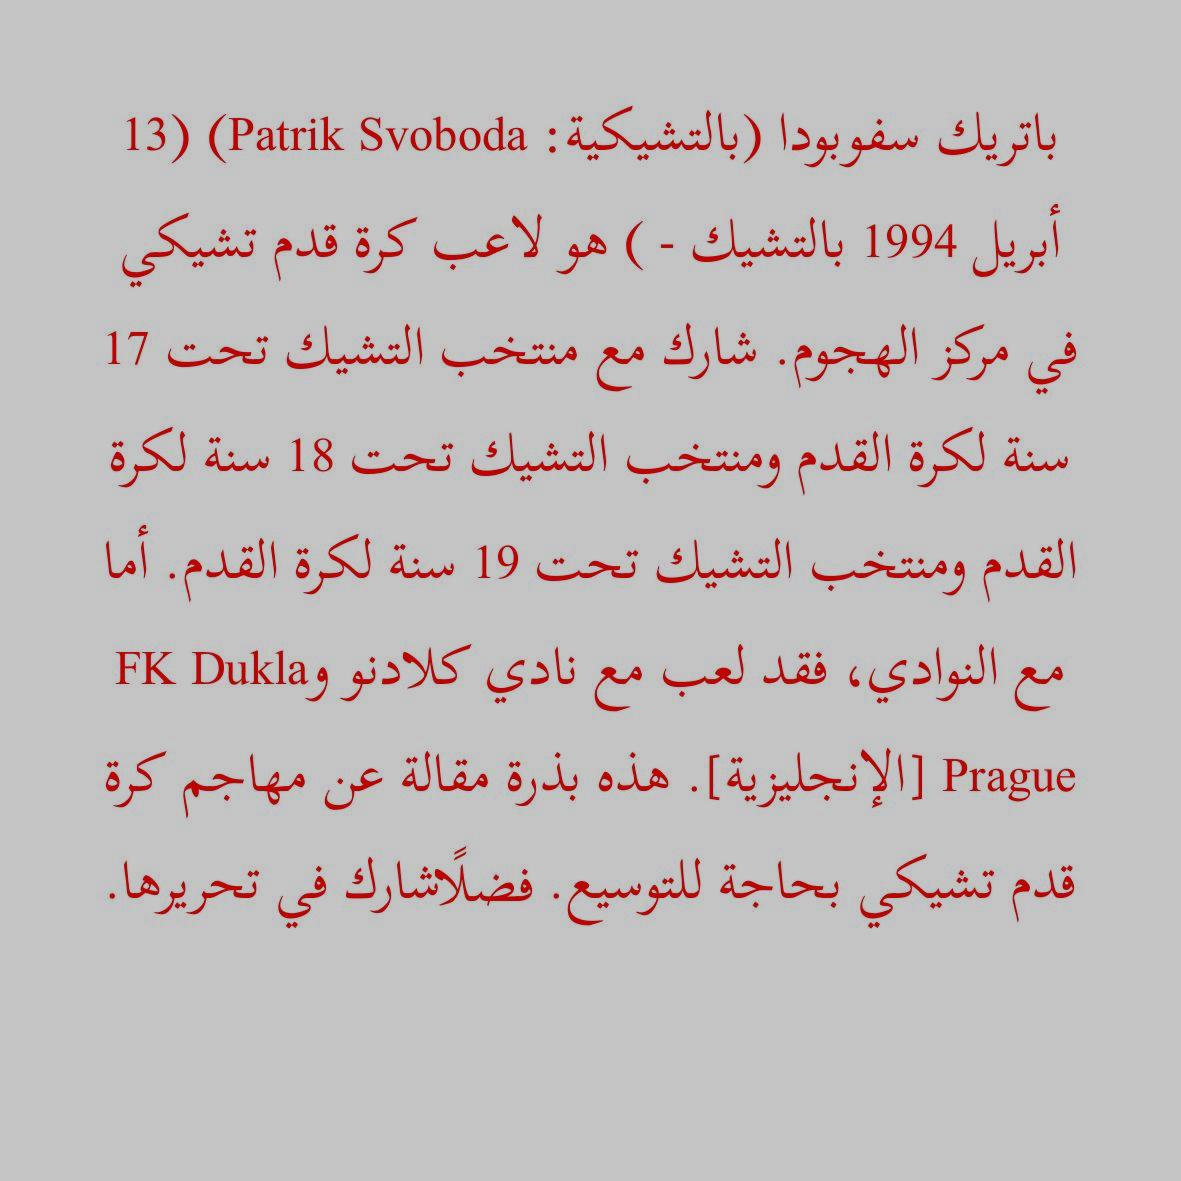 باتريك سفوبودا (بالتشيكية: Patrik Svoboda) (13
أبريل 1994 بالتشيك - ) هو لاعب كرة قدم تشيكي
في مركز الهجوم. شارك مع منتخب التشيك تحت 17
سنة لكرة القدم ومنتخب التشيك تحت 18 سنة لكرة
القدم ومنتخب التشيك تحت 19 سنة لكرة القدم. أما
مع النوادي، فقد لعب مع نادي كلادنو وFK Dukla
Prague [الإنجليزية]. هذه بذرة مقالة عن مهاجم كرة
قدم تشيكي بحاجة للتوسيع. فضلًاشارك في تحريرها.